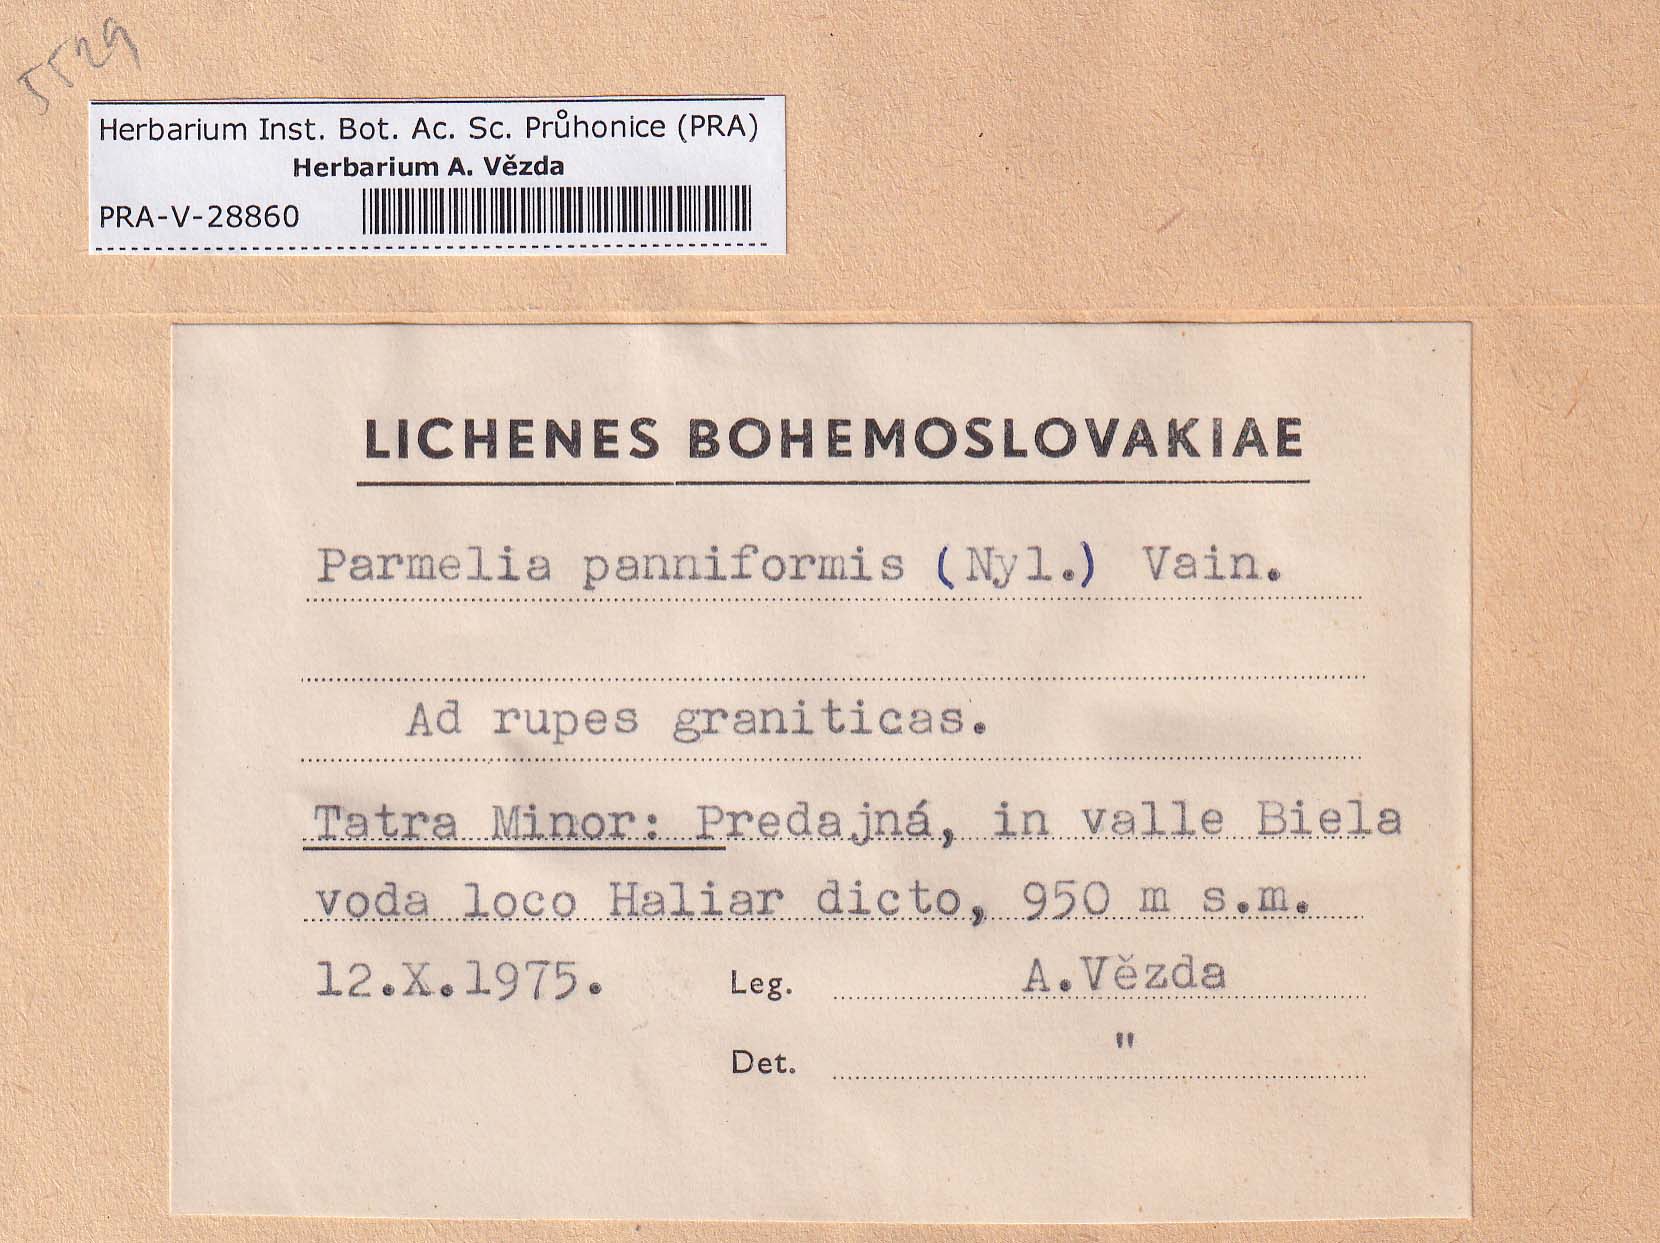 5529
Herbarium Inst. Bot. Ac. Sc. Průhonice (PRA)
Herbarium A. Vězda
PRA-V-28860
LICHENES BOHEMOSLOVAKIAE
Parmelia panniformis (Nyl.) Vain.
Ad rupes graniticas.
Tatra Minor: Predajná, in valle Biela
voda loco Haliar dicto, 950 m s.m.
12.X.1975. Leg. A.Vězda
Det. "